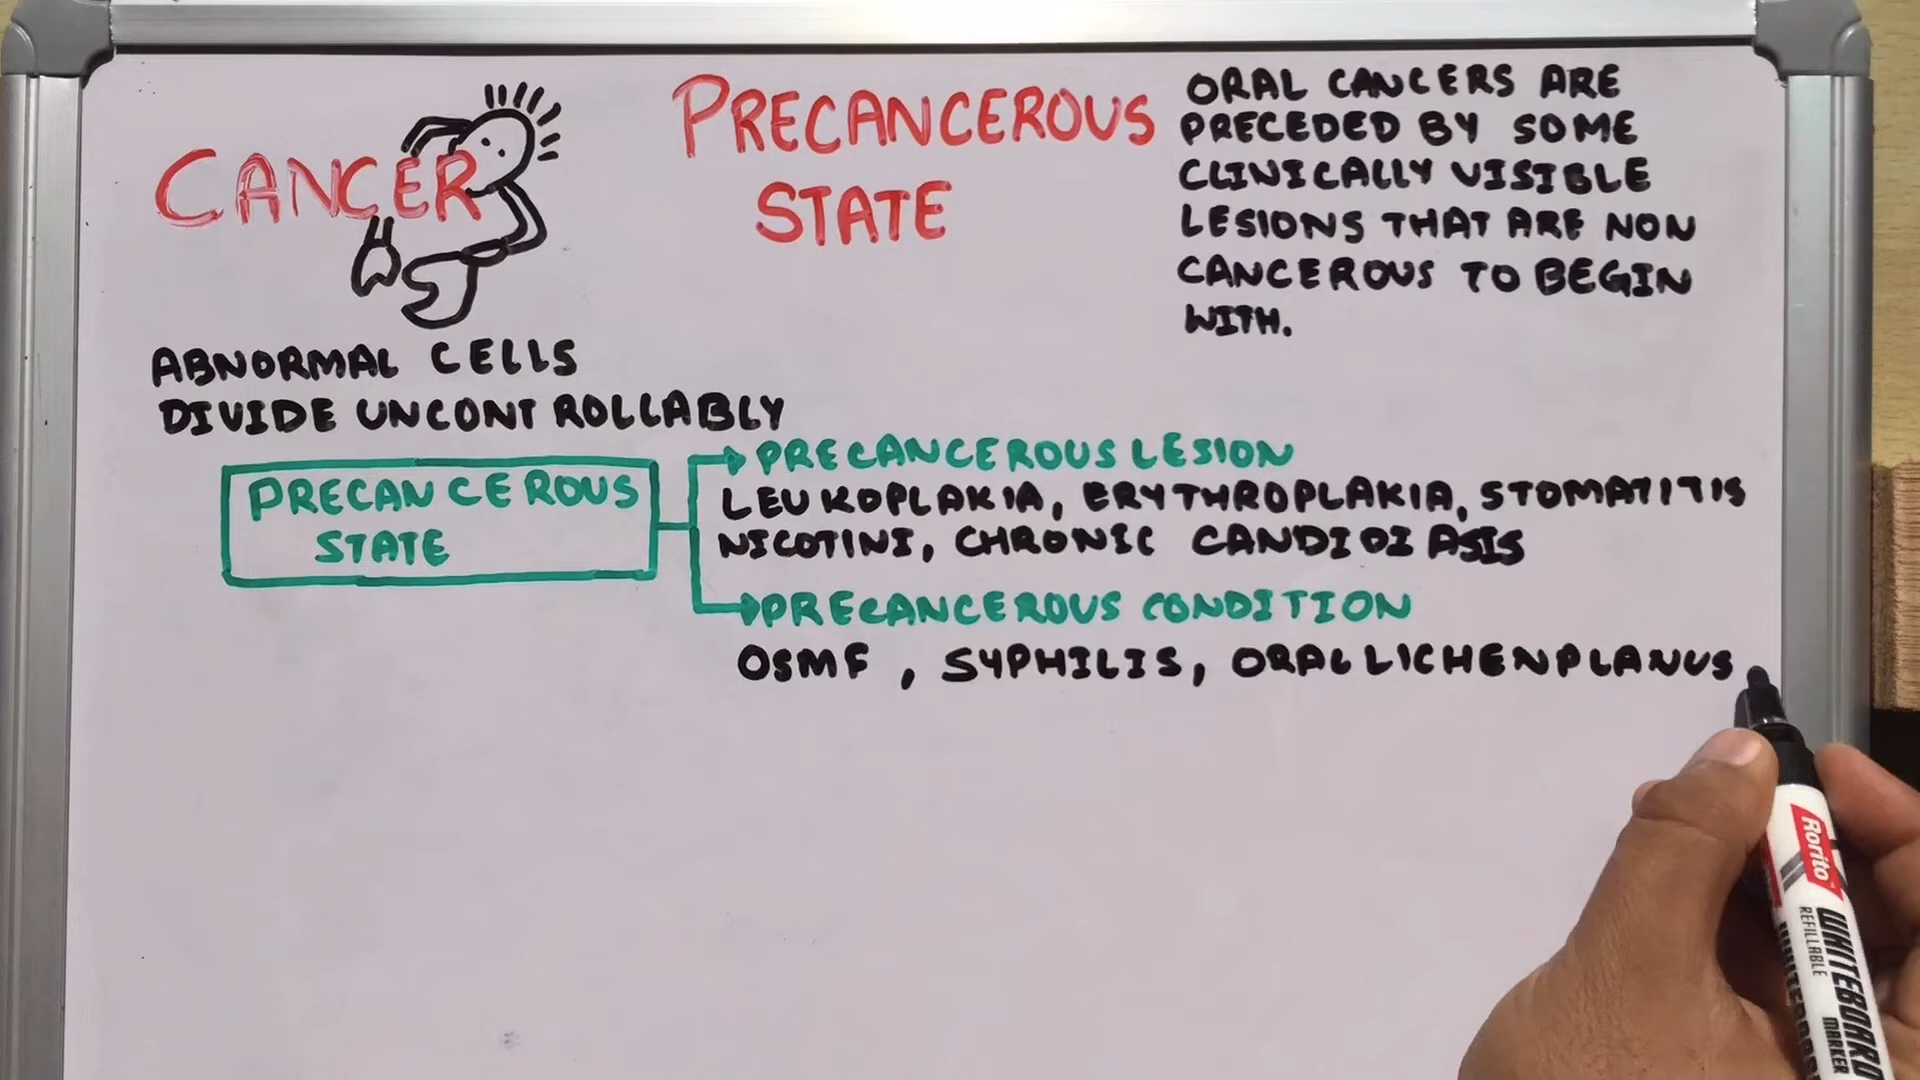 CANCER
ABNORMAL CELLS
DIVIDE UNCONTROLLABLY
PRECANCEROUS
STATE
ORAL CANCERS ARE
PRECEDED BY SOME
CLINICALLY VISIBLE
LESIONS THAT ARE NON
CANCEROUS TO BEGIN
WITH.
PRECANCEROUS
STATE
PRECANCEROUS LESION
LEUKOPLAKIA, ERYTHROPLAKIA, STOMATITIS
NICOTINI, CHRONIC CANDIDIASIS
PRECANCEROUS CONDITION
OSMF, SYPHILIS, ORAL LICHENPLANUS
Rorito
WHITEBOARD
REFILLABLE
MARKER